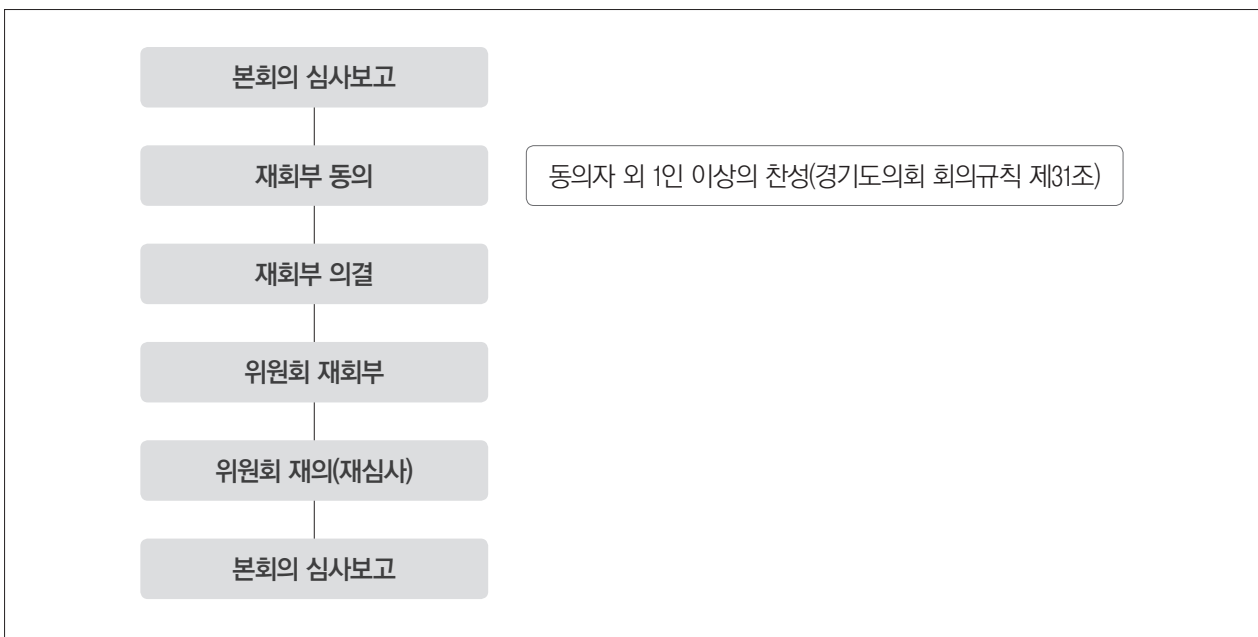 본회의 심사보고
재회부 동의
동의자 외 1인 이상의 찬성(경기도의회 회의규칙 제31조)
재회부 의결
위원회 재회부
위원회 재의(재심사)
본회의 심사보고